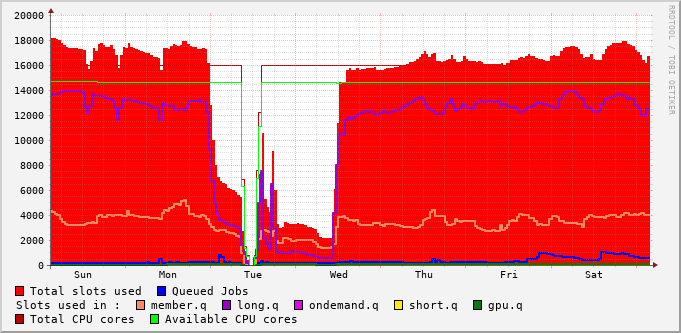 20000
18000
16000
14000
12000
10000
8000
6000
4000
2000
0
Sun Mon Tue Wed Thu Fri Sat
RRDTOOL / TOBI OETIKER
Total slots used Queued Jobs
Slots used in : member.q long.q ondemand.q short.q gpu.q
Total CPU cores Available CPU cores